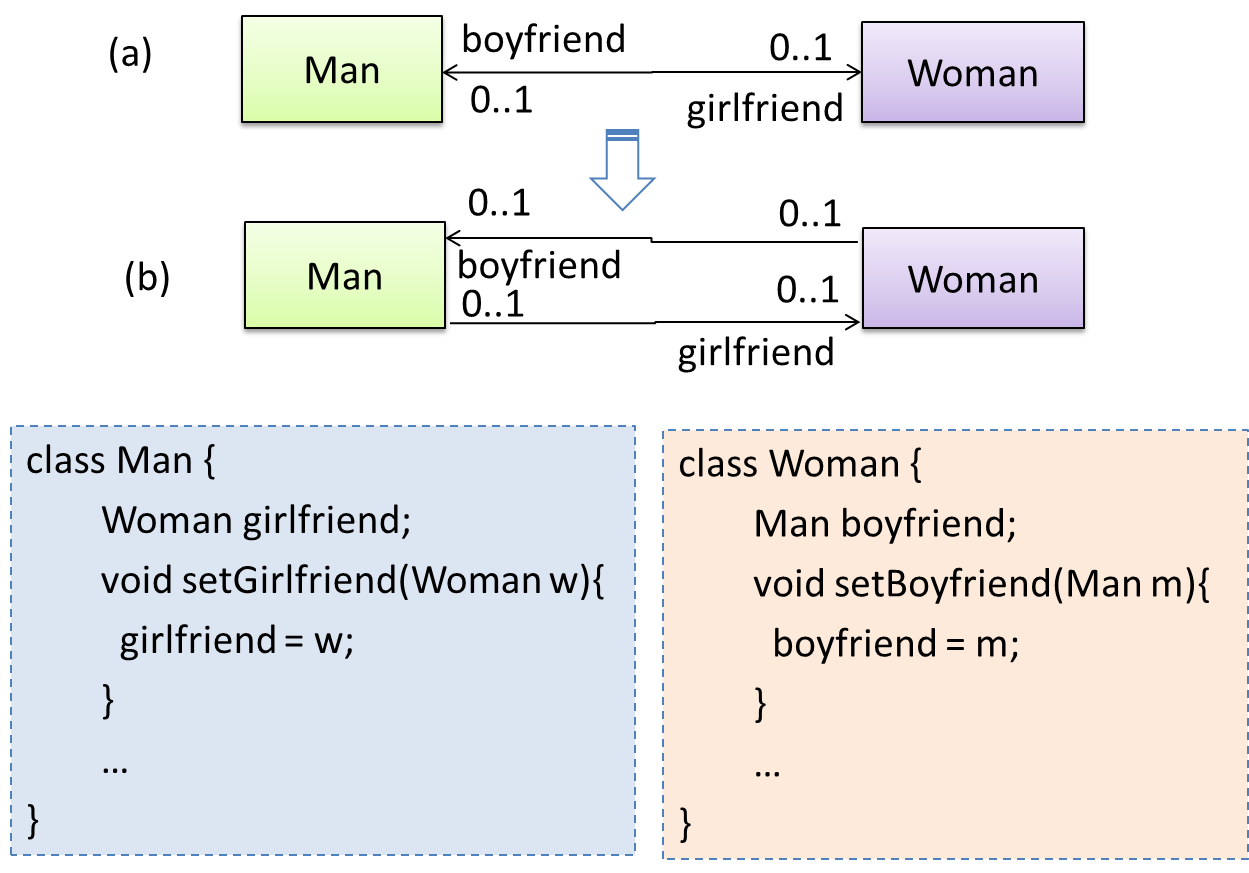 (a)
Man
boyfriend
0..1
0..1
girlfriend
Woman
(b)
Man
0..1
boyfriend
0..1
0..1
0..1
girlfriend
Woman
class Man {
Woman girlfriend;
void setGirlfriend(Woman w){
girlfriend = w;
}
...
}
class Woman {
Man boyfriend;
void setBoyfriend(Man m){
boyfriend = m;
}
...
}